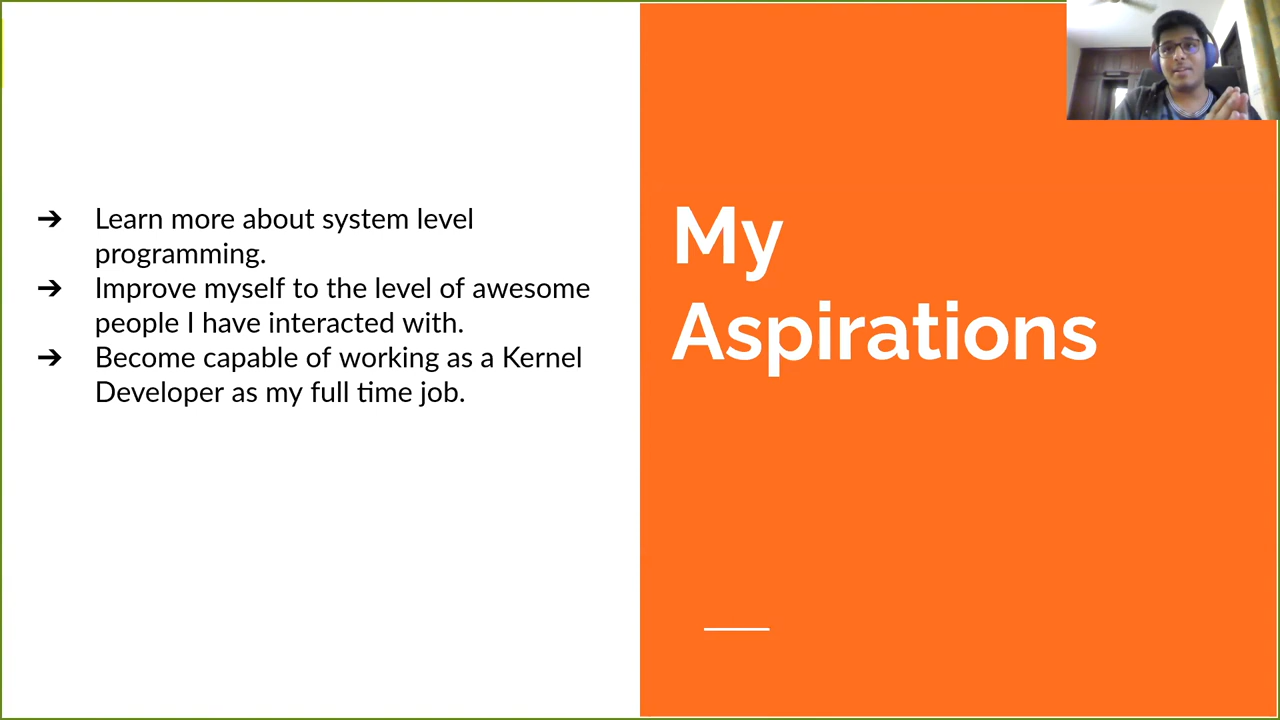 ➔ Learn more about system level
programming.
➔ Improve myself to the level of awesome
people I have interacted with.
➔ Become capable of working as a Kernel
Developer as my full time job.
My
Aspirations